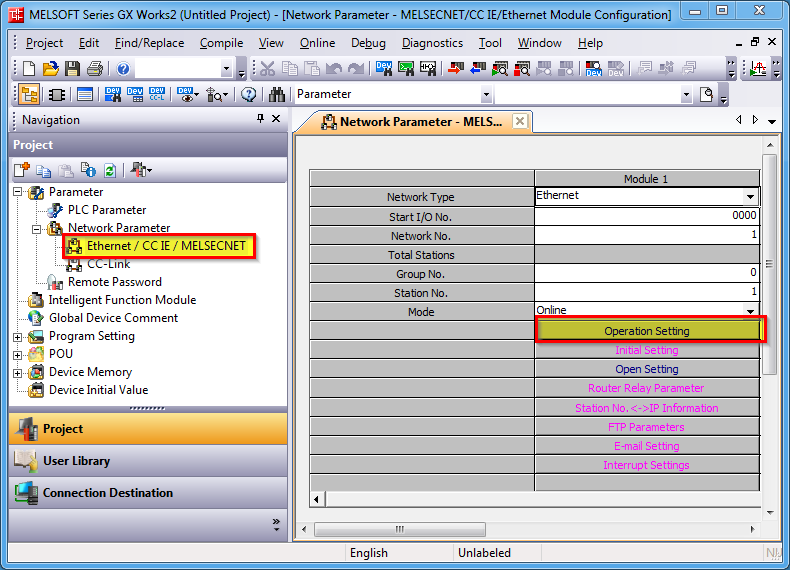 MELSOFT Series GX Works2 (Untitled Project) - [Network Parameter - MELSECNET/CC IE/Ethernet Module Configuration]
Project Edit Find/Replace Compile View Online Debug Diagnostics Tool Window Help
Parameter
Navigation
Network Parameter - MELS...
Project
Parameter
PLC Parameter
Network Parameter
Ethernet / CC IE / MELSECNET
CC-Link
Remote Password
Intelligent Function Module
Global Device Comment
Program Setting
POU
Device Memory
Device Initial Value
Project
User Library
Connection Destination
Module 1
Network Type Ethernet
Start I/O No. 0000
Network No. 1
Total Stations
Group No. 0
Station No. 1
Mode Online
Operation Setting
Initial Setting
Open Setting
Router Relay Parameter
Station No. <->IP Information
FTP Parameters
E-mail Setting
Interrupt Settings
English Unlabeled